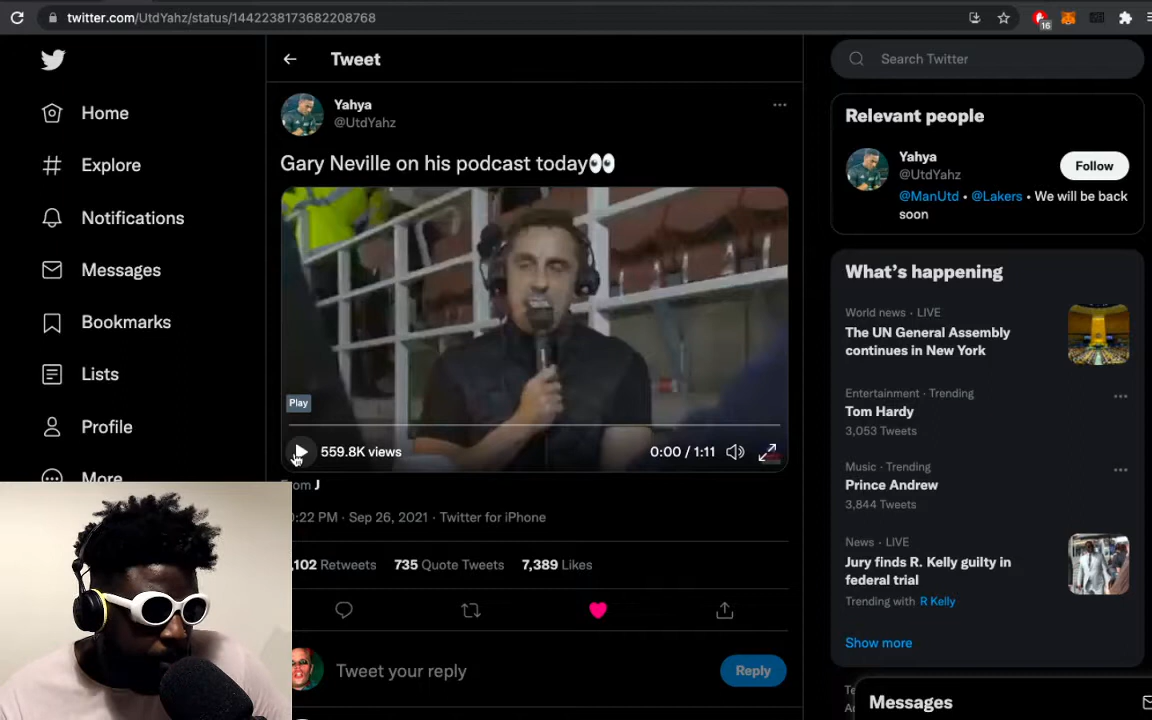 twitter.com/UtdYahz/status/1442238173682208768
16
Home
Explore
Notifications
Messages
Bookmarks
Lists
Profile
More
Tweet
Yahya
@UtdYahz
Gary Neville on his podcast today👀
Play
559.8K views
0:00 / 1:11
From J
:22 PM · Sep 26, 2021 · Twitter for iPhone
,102 Retweets 735 Quote Tweets 7,389 Likes
Tweet your reply
Reply
Search Twitter
Relevant people
Yahya
@UtdYahz
Follow
@ManUtd • @Lakers • We will be back
soon
What's happening
World news · LIVE
The UN General Assembly
continues in New York
Entertainment · Trending
Tom Hardy
3,053 Tweets
Music · Trending
Prince Andrew
3,844 Tweets
News · LIVE
Jury finds R. Kelly guilty in
federal trial
Trending with R Kelly
Show more
Te
Messages